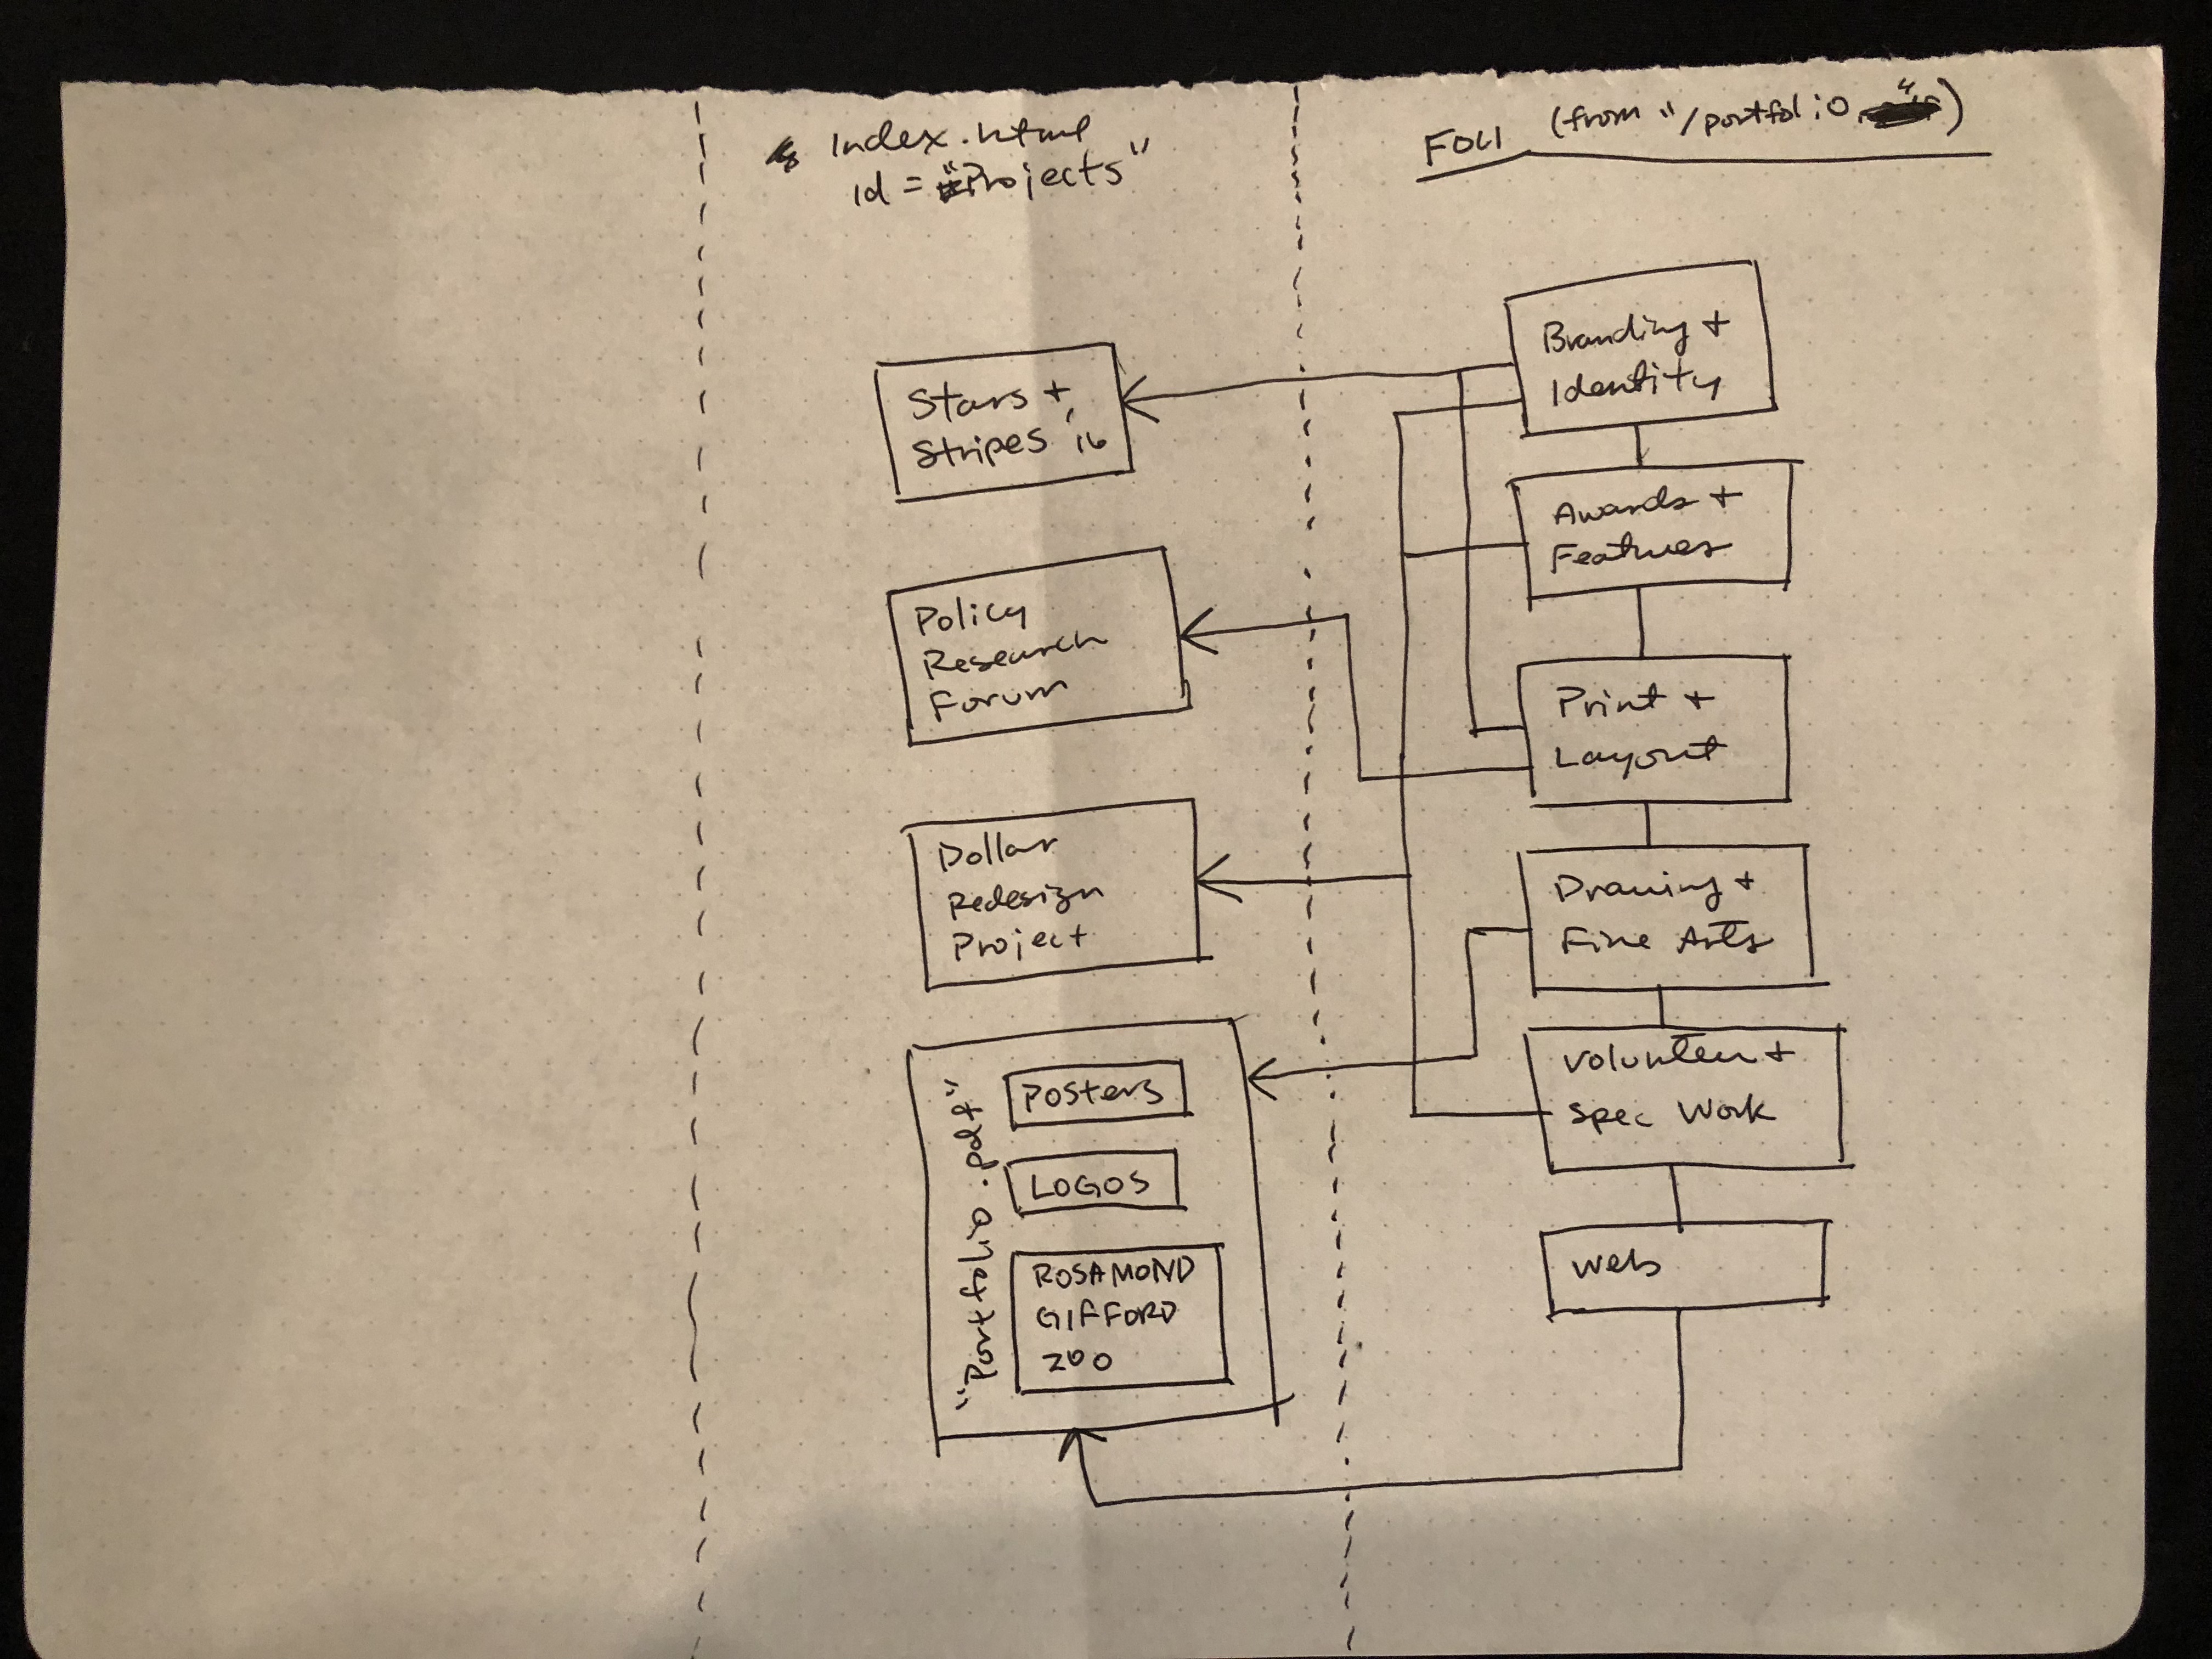 index.html
id = "projects"
Stars +
Stripes '16
Policy
Research
Forum
Dollar
Redesign
Project
"Portfolio.pdf"
Posters
LOGOS
ROSAMOND
GIFFORD
ZOO
FOLI (from "/portfolio")
Branding +
Identity
Awards +
Features
Print +
Layout
Drawing +
Fine Arts
Volunteer +
Spec Work
Web